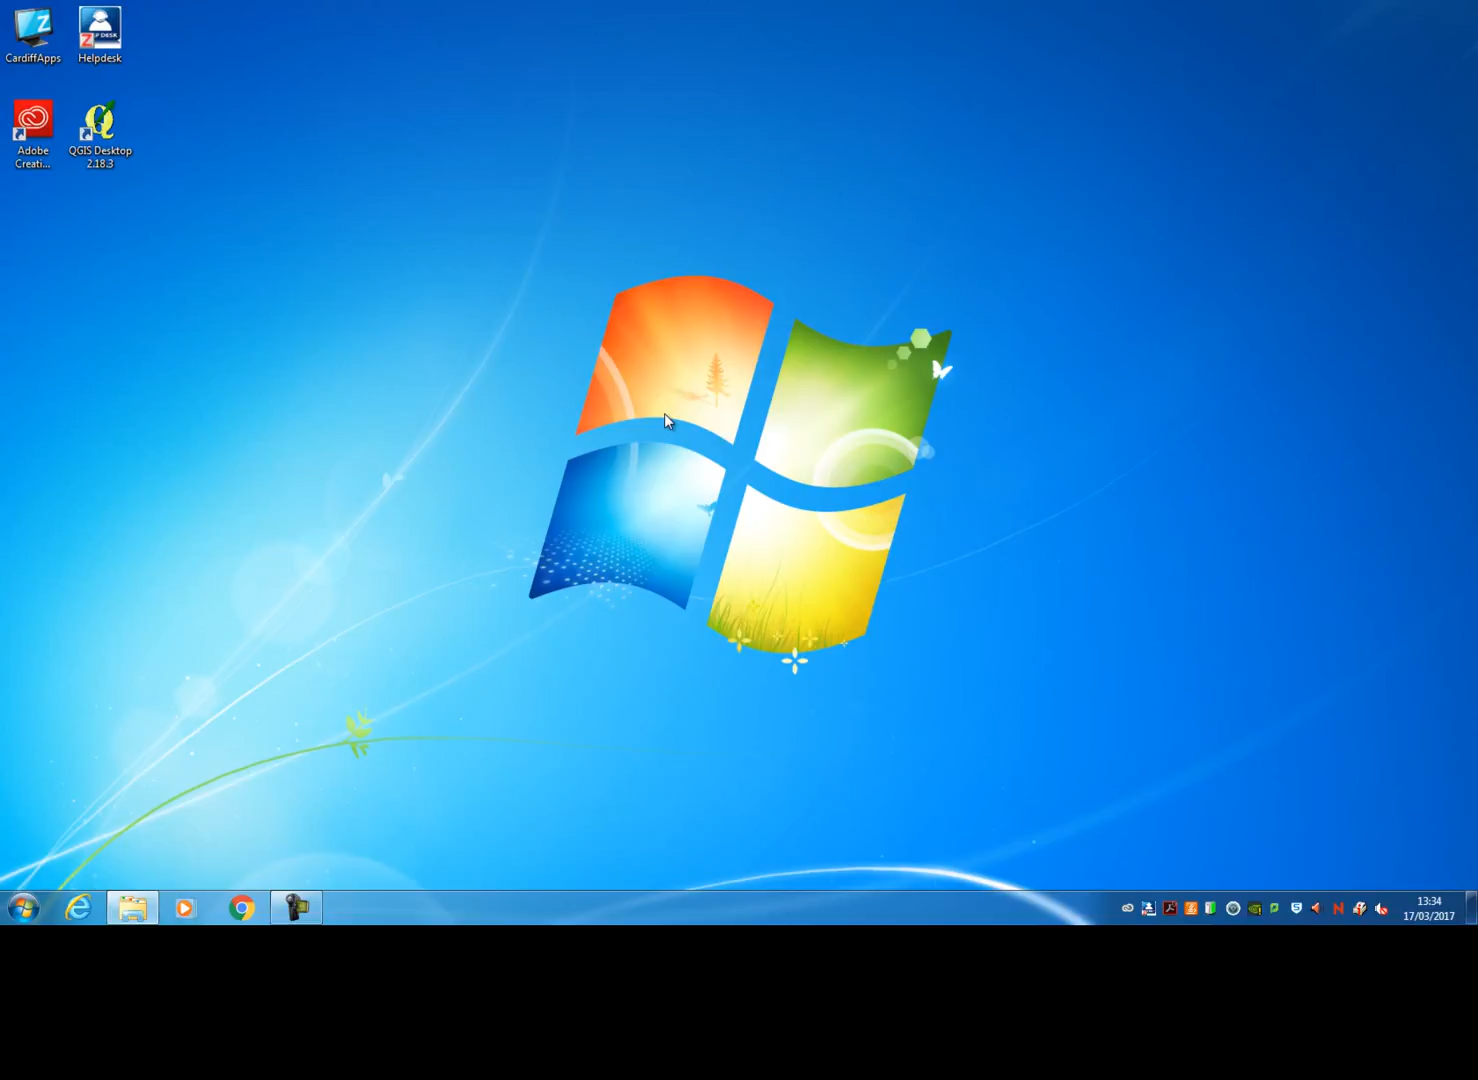 CardiffApps
Helpdesk
Adobe
Creati...
QGIS Desktop
2.18.3
13:34
17/03/2017